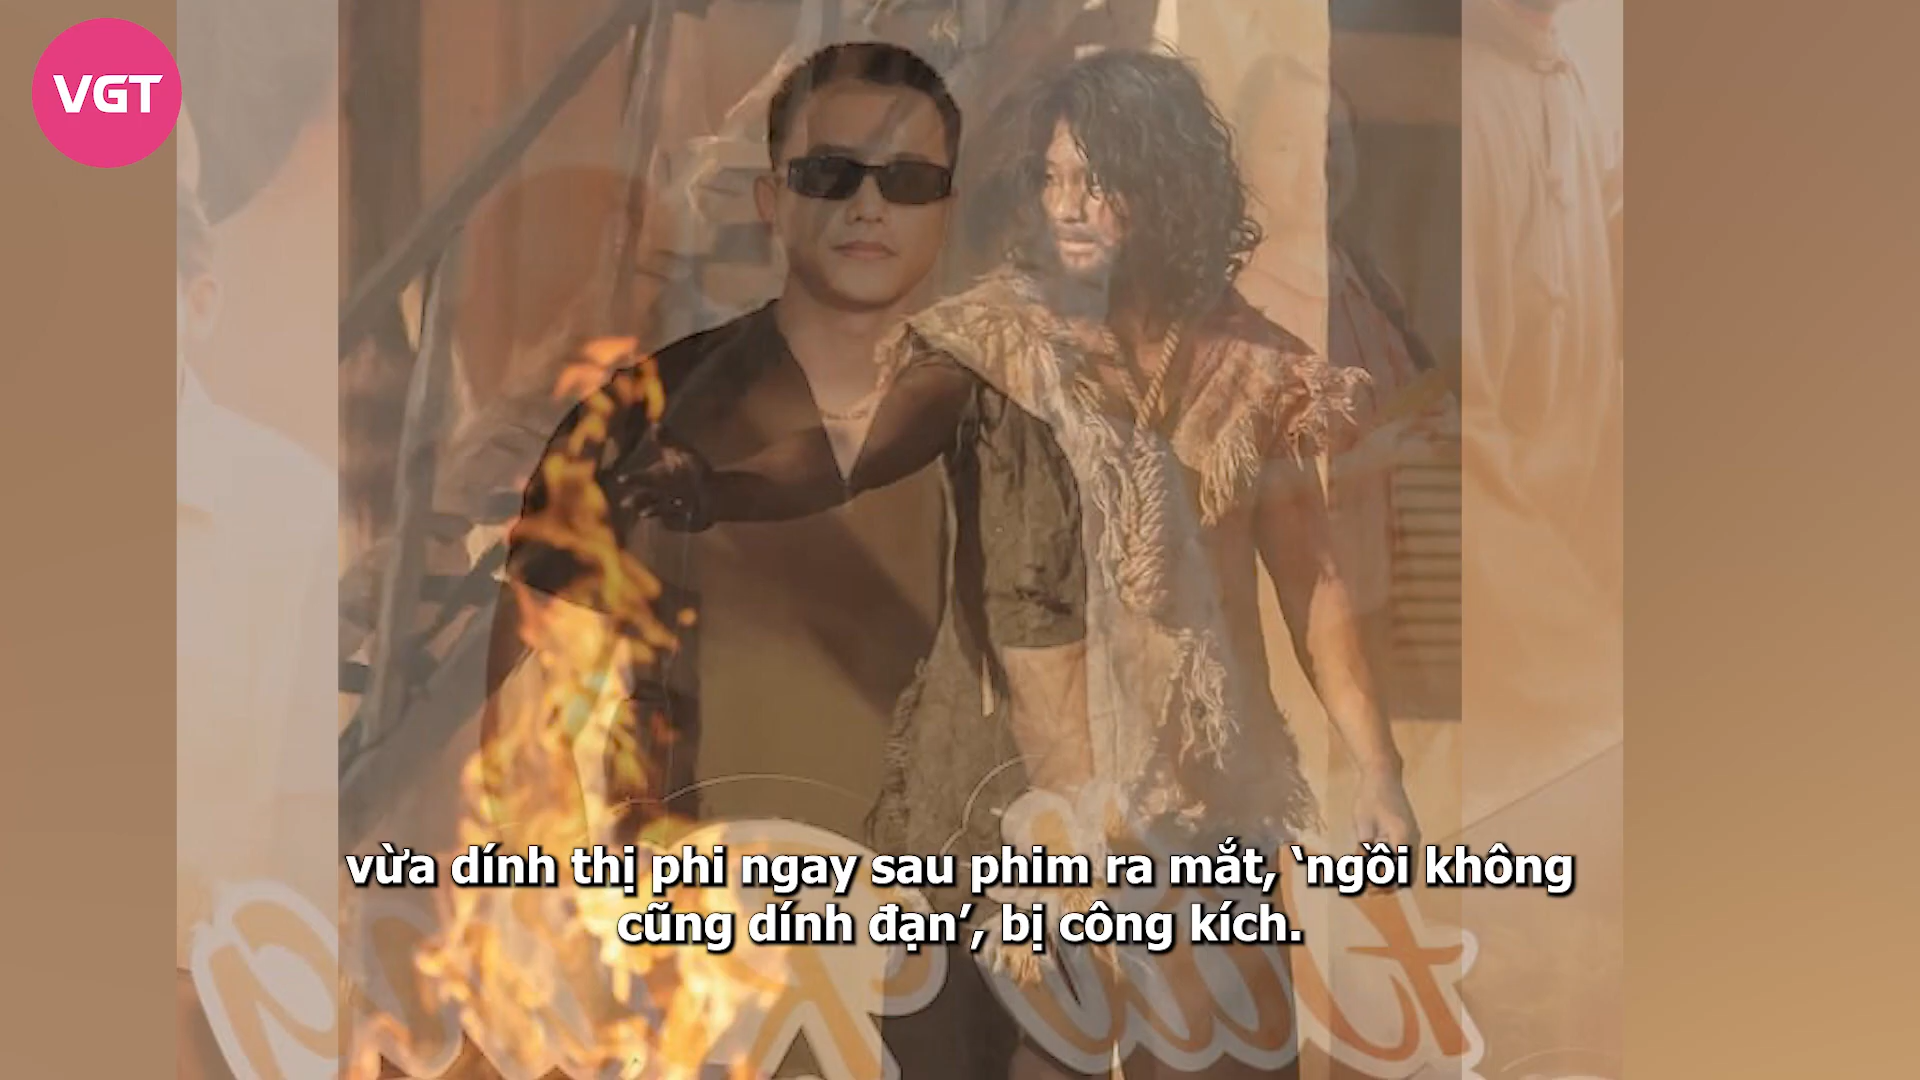 VGT
vừa dính thị phi ngay sau phim ra mắt, ‘ngồi không
cũng dính đạn’, bị công kích.